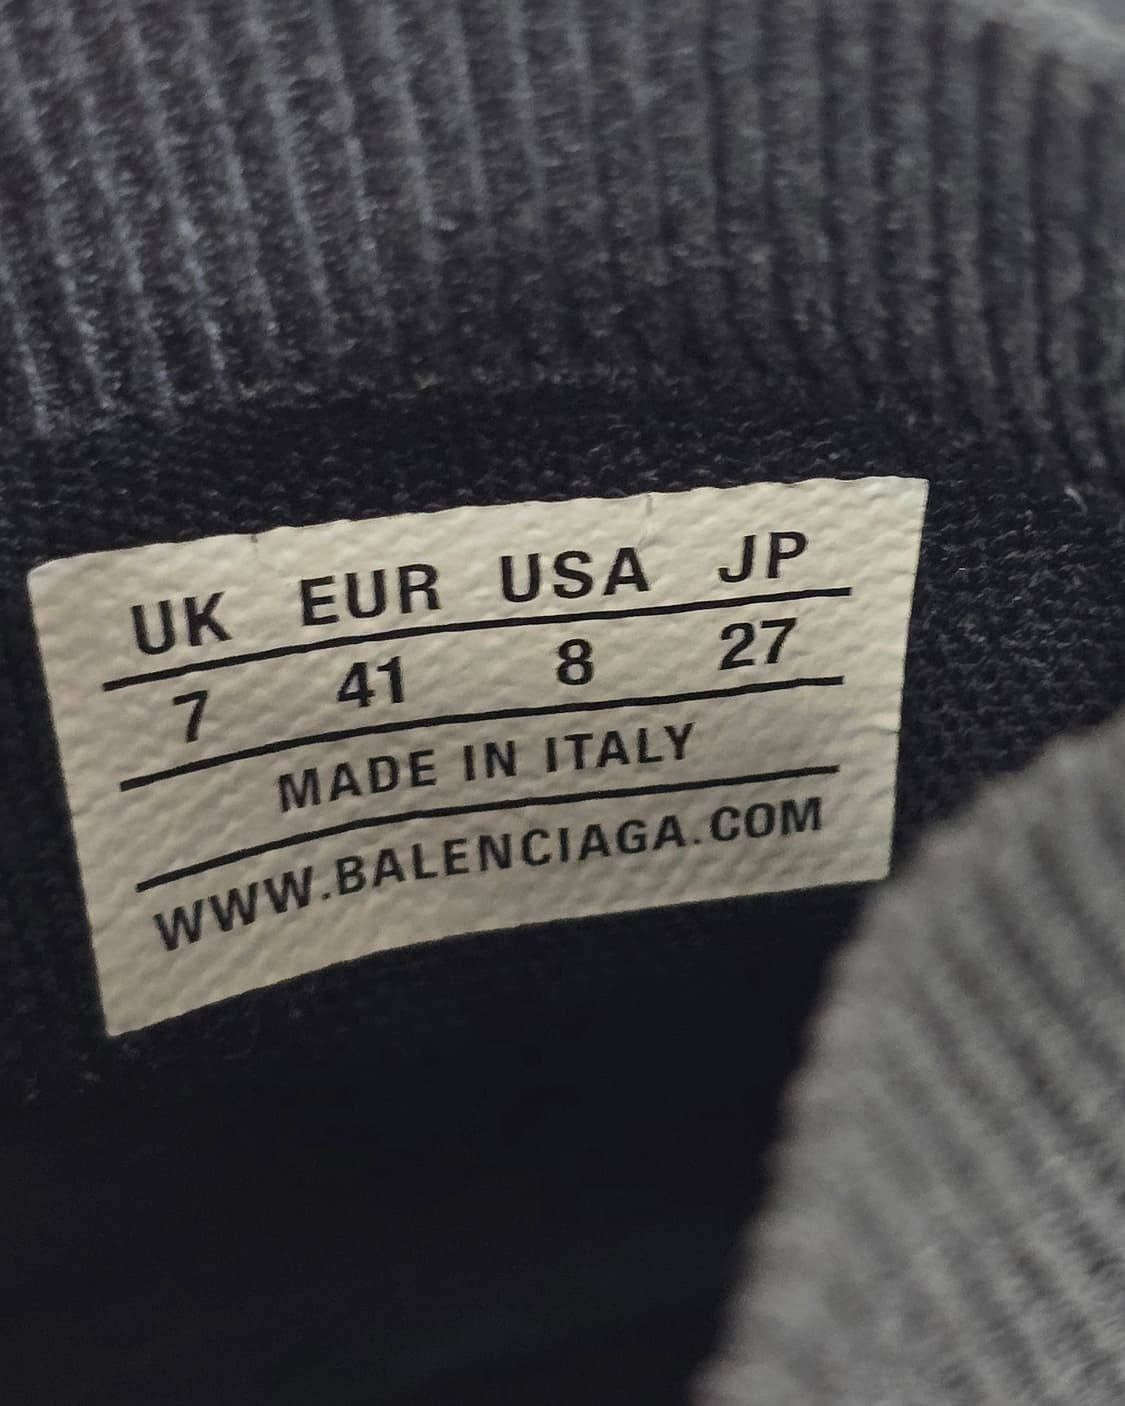 UK EUR USA JP
7 41 8 27
MADE IN ITALY
WWW.BALENCIAGA.COM